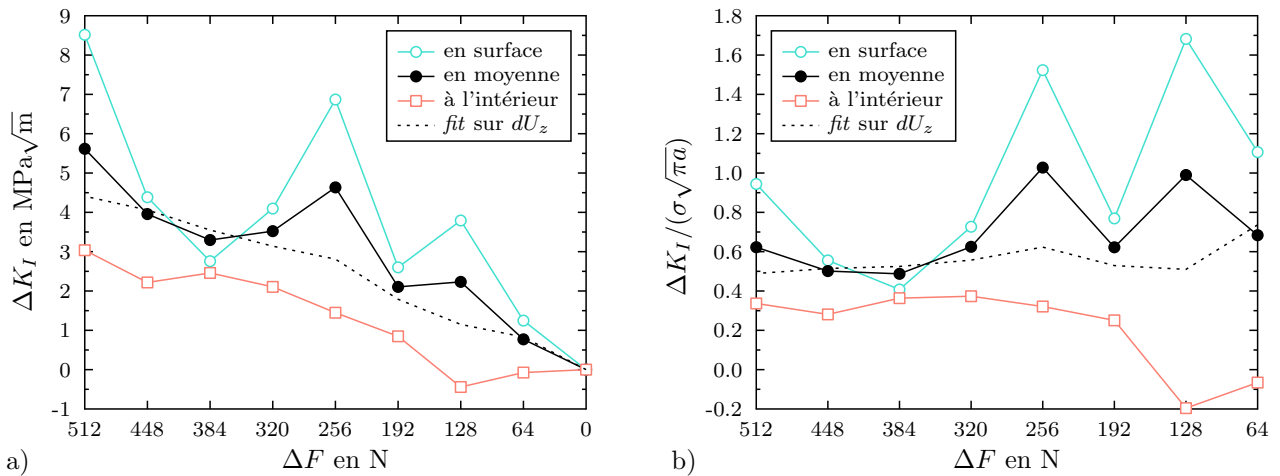 9
8
7
6
5
4
3
2
1
0
-1
ΔK_I en MPa√m
en surface
en moyenne
à l'intérieur
fit sur dU_z
512 448 384 320 256 192 128 64 0
ΔF en N
a)
2.0
1.8
1.6
1.4
1.2
1.0
0.8
0.6
0.4
0.2
0.0
-0.2
ΔK_I/(σ√πa)
en surface
en moyenne
à l'intérieur
fit sur dU_z
512 448 384 320 256 192 128 64
ΔF en N
b)